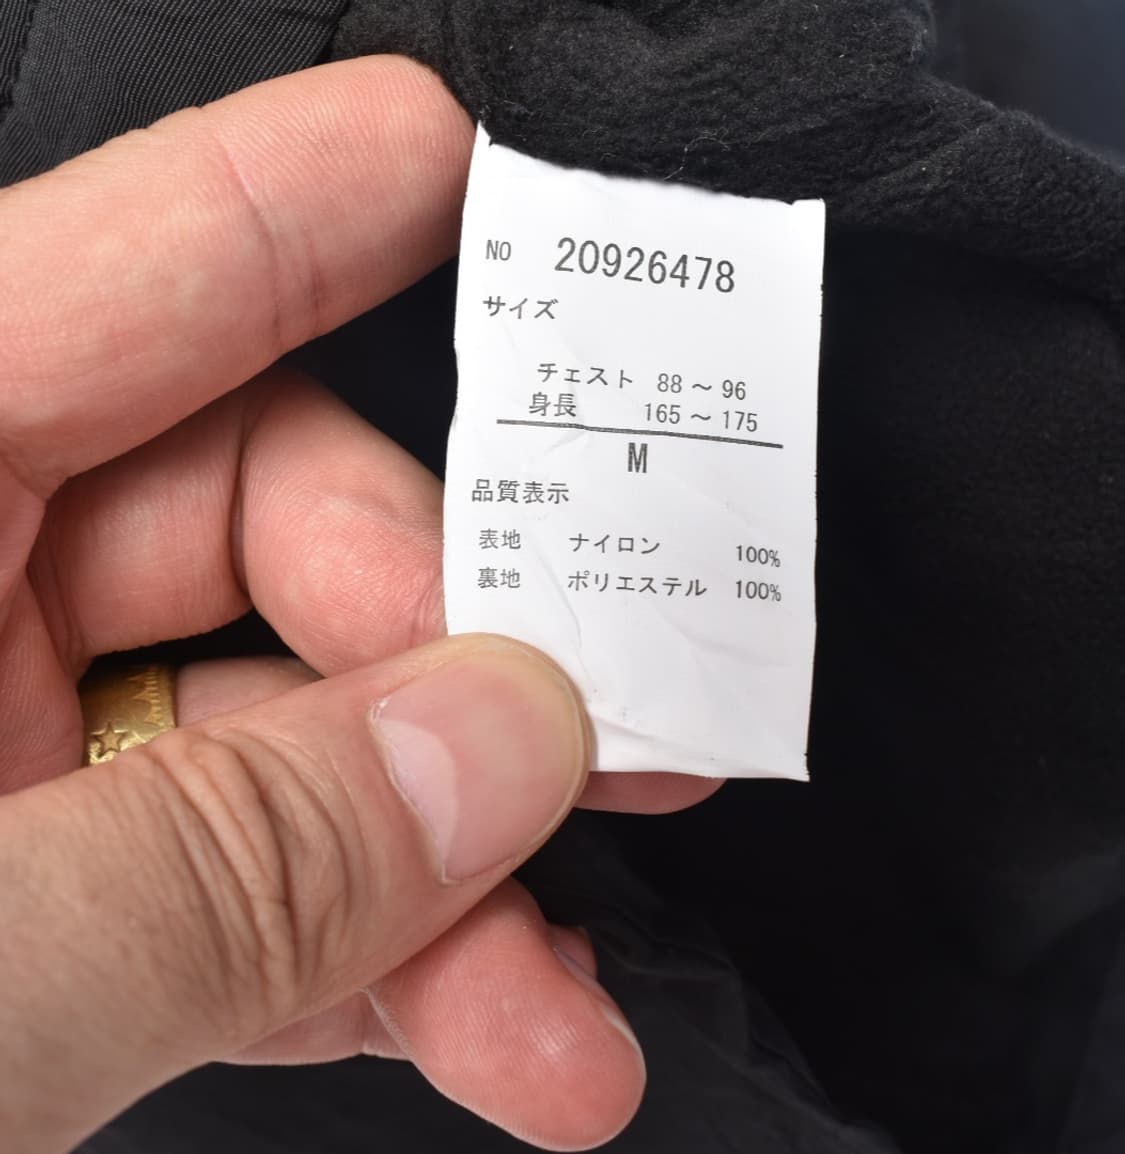 NO 20926478
サイズ
チェスト 88 ～ 96
身長 165 ～ 175
M
品質表示
表地 ナイロン 100%
裏地 ポリエステル 100%